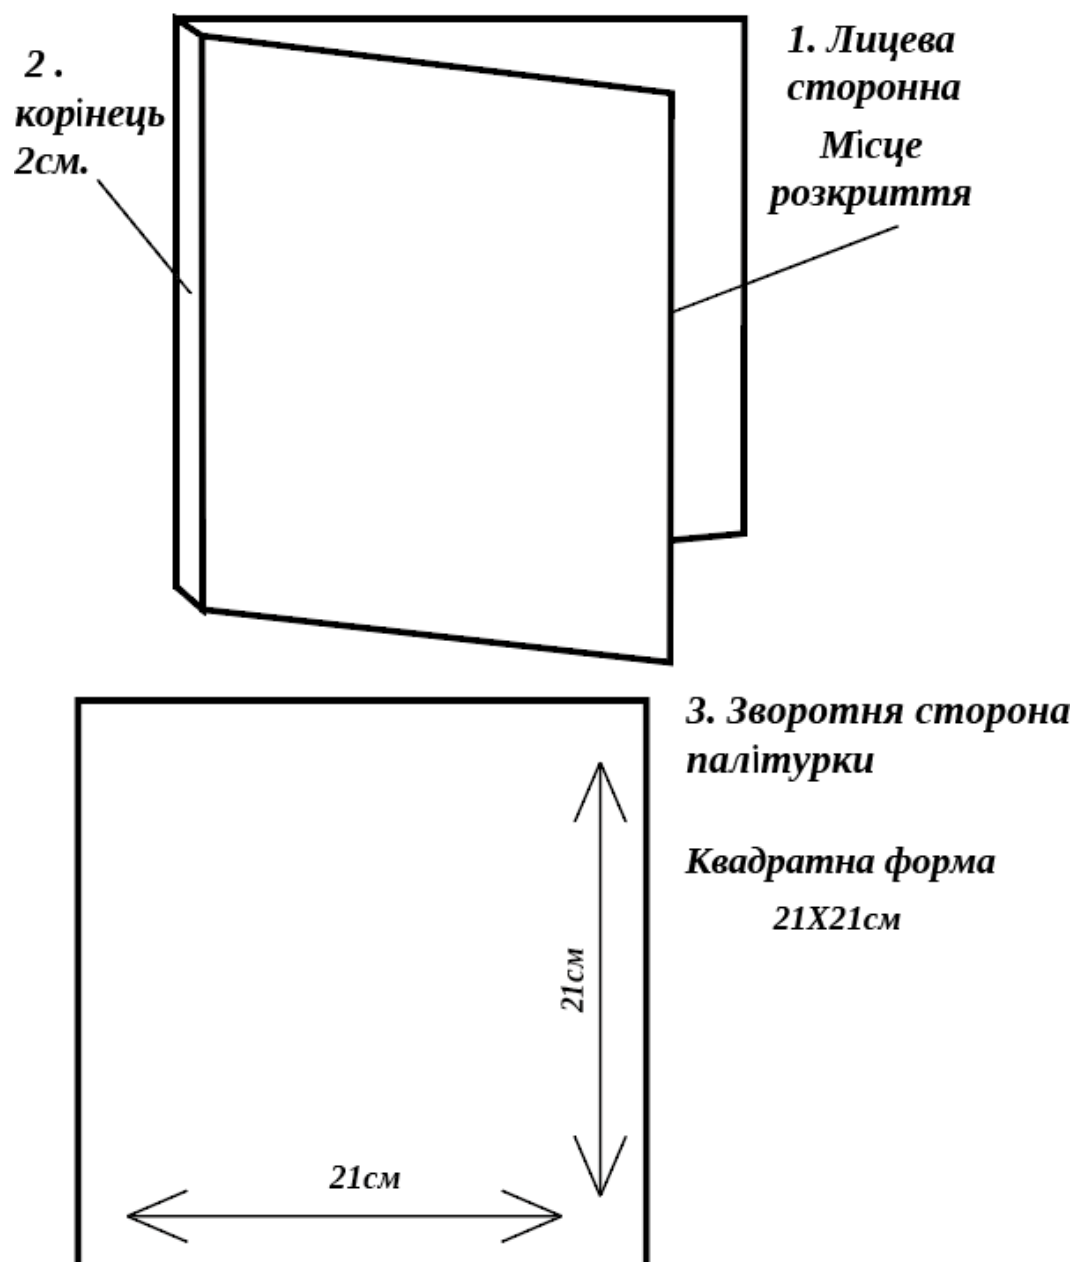 2 .
корінець
2см.
1. Лицева
сторонна
Місце
розкриття
3. Зворотня сторона
палітурки
Квадратна форма
21Х21см
21см
21см